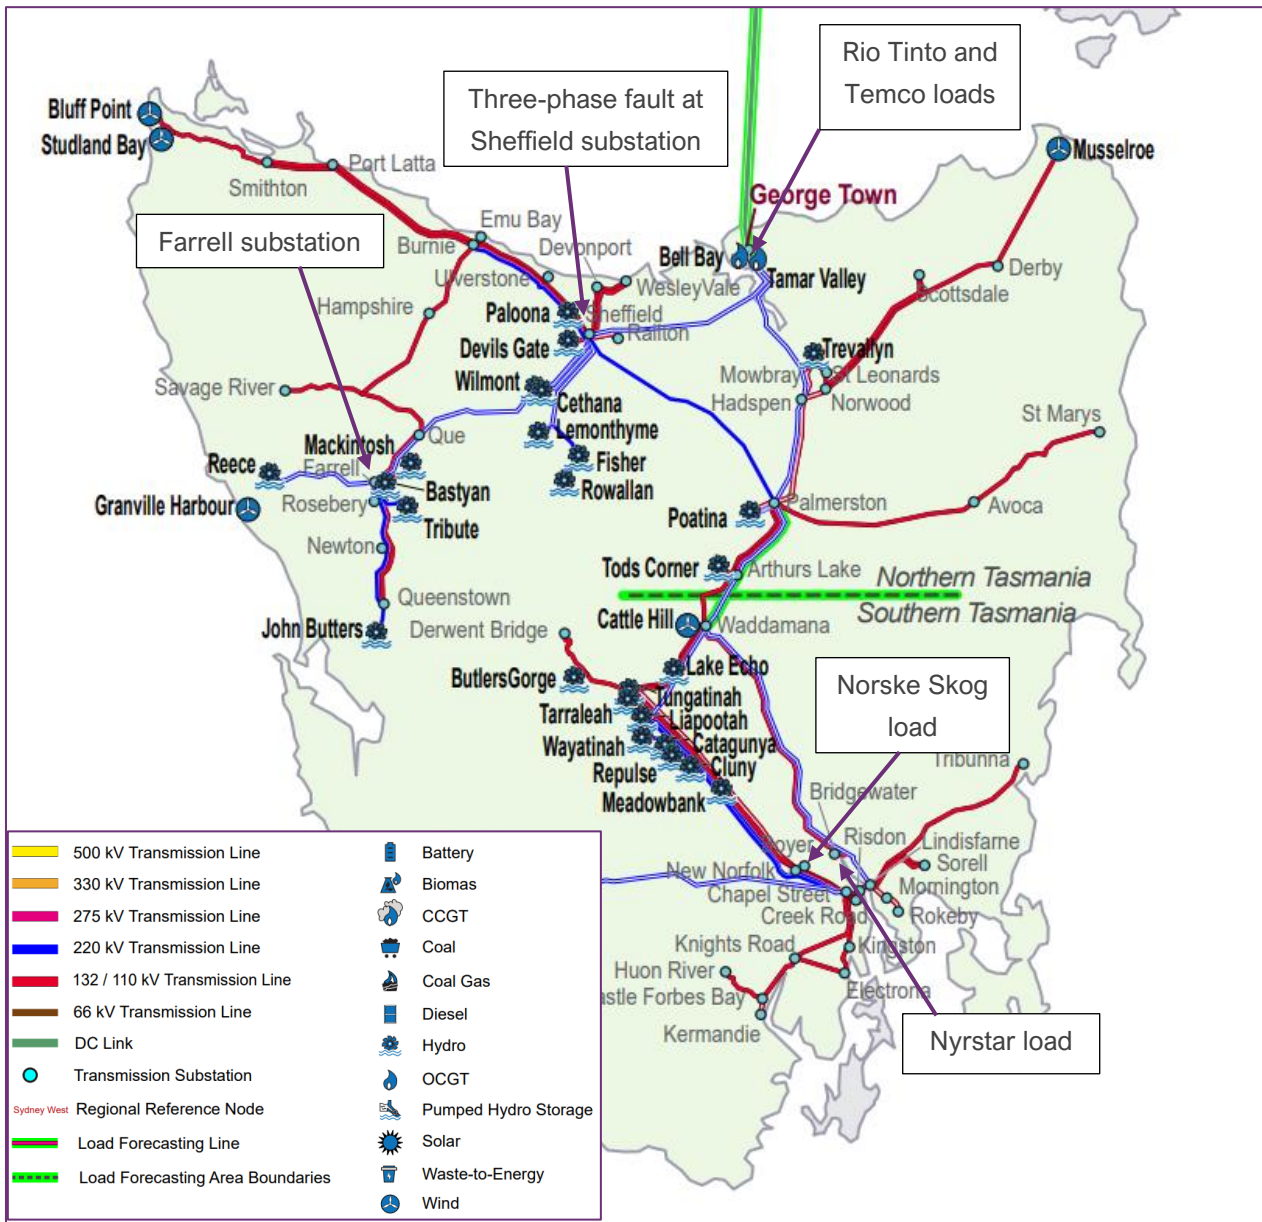 Rio Tinto and
Temco loads
Three-phase fault at
Sheffield substation
Bluff Point
Studland Bay
Smithton
Port Latta
Musselroe
George Town
Farrell substation
Emu Bay
Burnie
Devonport
Bell Bay
Tamar Valley
Derby
Ulverstone
WesleyVale
Scottsdale
Hampshire
Paloona
Sheffield
Railton
Devils Gate
Trevallyn
Savage River
Wilmont
Mowbray
St Leonards
Cethana
Hadspen
Norwood
St Marys
Lemonthyme
Mackintosh
Que
Reece
Farrell
Fisher
Bastyan
Rowallan
Granville Harbour
Rosebery
Tribute
Poatina
Palmerston
Avoca
Newton
Tods Corner
Arthurs Lake
Northern Tasmania
Southern Tasmania
Queenstown
John Butters
Derwent Bridge
Cattle Hill
Waddamana
ButlersGorge
Lake Echo
Norske Skog
load
Tungatinah
Tarraleah
Liapootah
Wayatinah
Catagunya
Repulse
Cluny
Meadowbank
Tribunna
Bridgewater
Risdon
Lindisfarne
Sorell
New Norfolk
Chapel Street
Mornington
Creek Road
Rokeby
Knights Road
Kingston
Huon River
Electrona
astle Forbes Bay
Kermandie
Nyrstar load
500 kV Transmission Line
330 kV Transmission Line
275 kV Transmission Line
220 kV Transmission Line
132 / 110 kV Transmission Line
66 kV Transmission Line
DC Link
Transmission Substation
Sydney West
Regional Reference Node
Load Forecasting Line
Load Forecasting Area Boundaries
Battery
Biomas
CCGT
Coal
Coal Gas
Diesel
Hydro
OCGT
Pumped Hydro Storage
Solar
Waste-to-Energy
Wind